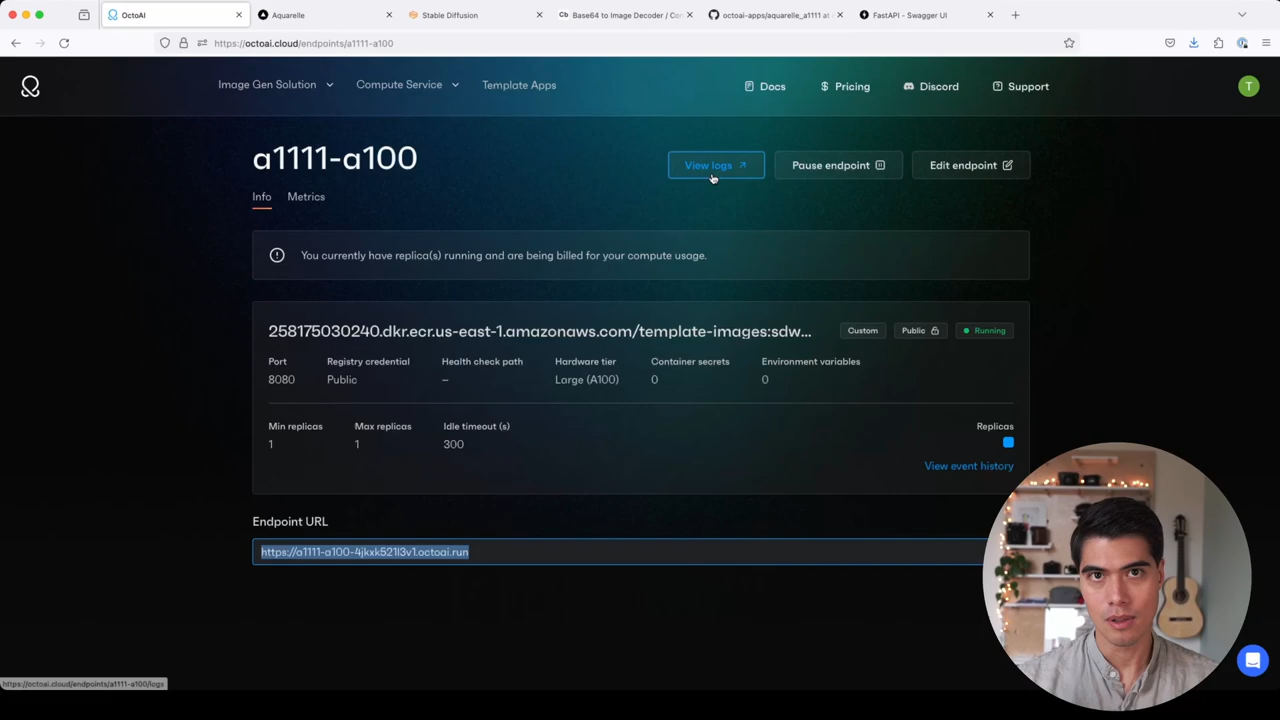 OctoAI
Aquarelle
Stable Diffusion
Cb Base64 to Image Decoder / Con
octoai-apps/aquarelle_a1111 at
FastAPI - Swagger UI
https://octoai.cloud/endpoints/a1111-a100
Image Gen Solution
Compute Service
Template Apps
Docs
Pricing
Discord
Support
T
a1111-a100
View logs
Pause endpoint
Edit endpoint
Info
Metrics
You currently have replica(s) running and are being billed for your compute usage.
258175030240.dkr.ecr.us-east-1.amazonaws.com/template-images:sdw...
Custom
Public
Running
Port
Registry credential
Health check path
Hardware tier
Container secrets
Environment variables
8080
Public
–
Large (A100)
0
0
Min replicas
Max replicas
Idle timeout (s)
Replicas
1
1
300
View event history
Endpoint URL
https://a1111-a100-4jkxk521l3v1.octoai.run
https://octoai.cloud/endpoints/a1111-a100/logs